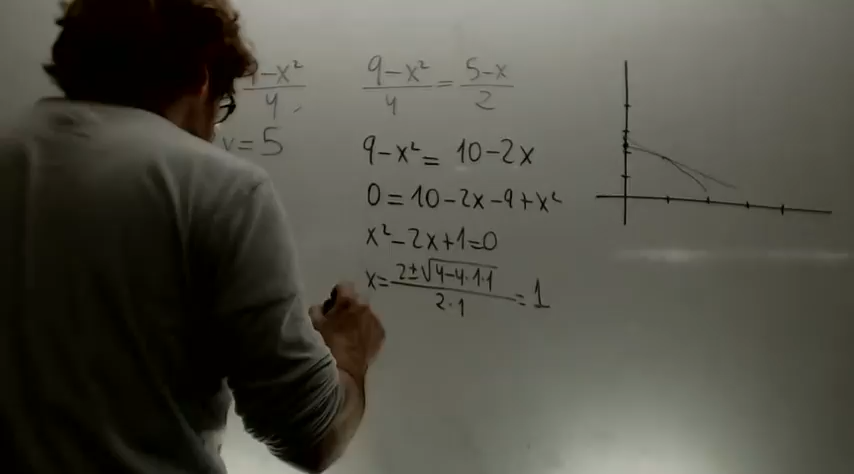 -x²/4
v = 5
(9-x²)/4 = (5-x)/2
9-x² = 10-2x
0 = 10-2x-9+x²
x²-2x+1=0
x = (2±√(4-4·1·1))/(2·1) = 1